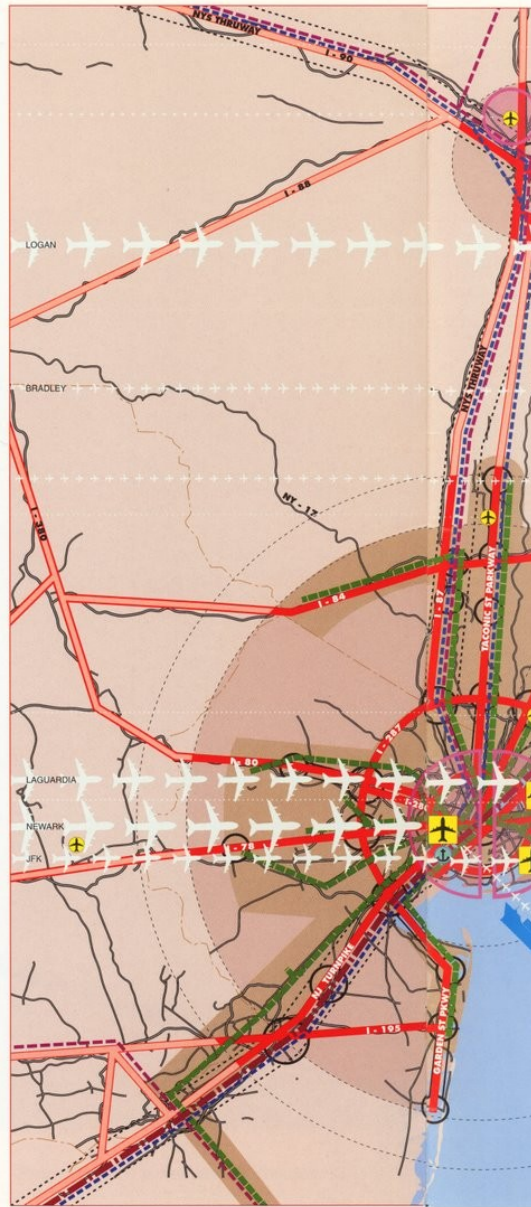 NYS THRUWAY
I - 90
I - 88
LOGAN
NYS THRUWAY
BRADLEY
NY - 17
I - 380
I - 84
I - 87
TACONIC ST PARKWAY
I - 287
I - 80
LAGUARDIA
I-280
NEWARK
I - 78
JFK
NJ TURNPIKE
GARDEN ST PKWY
I - 195